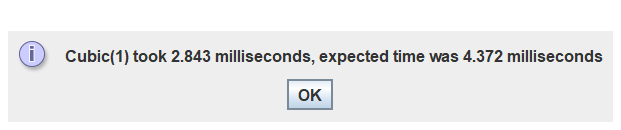 Cubic(1) took 2.843 milliseconds, expected time was 4.372 milliseconds
OK